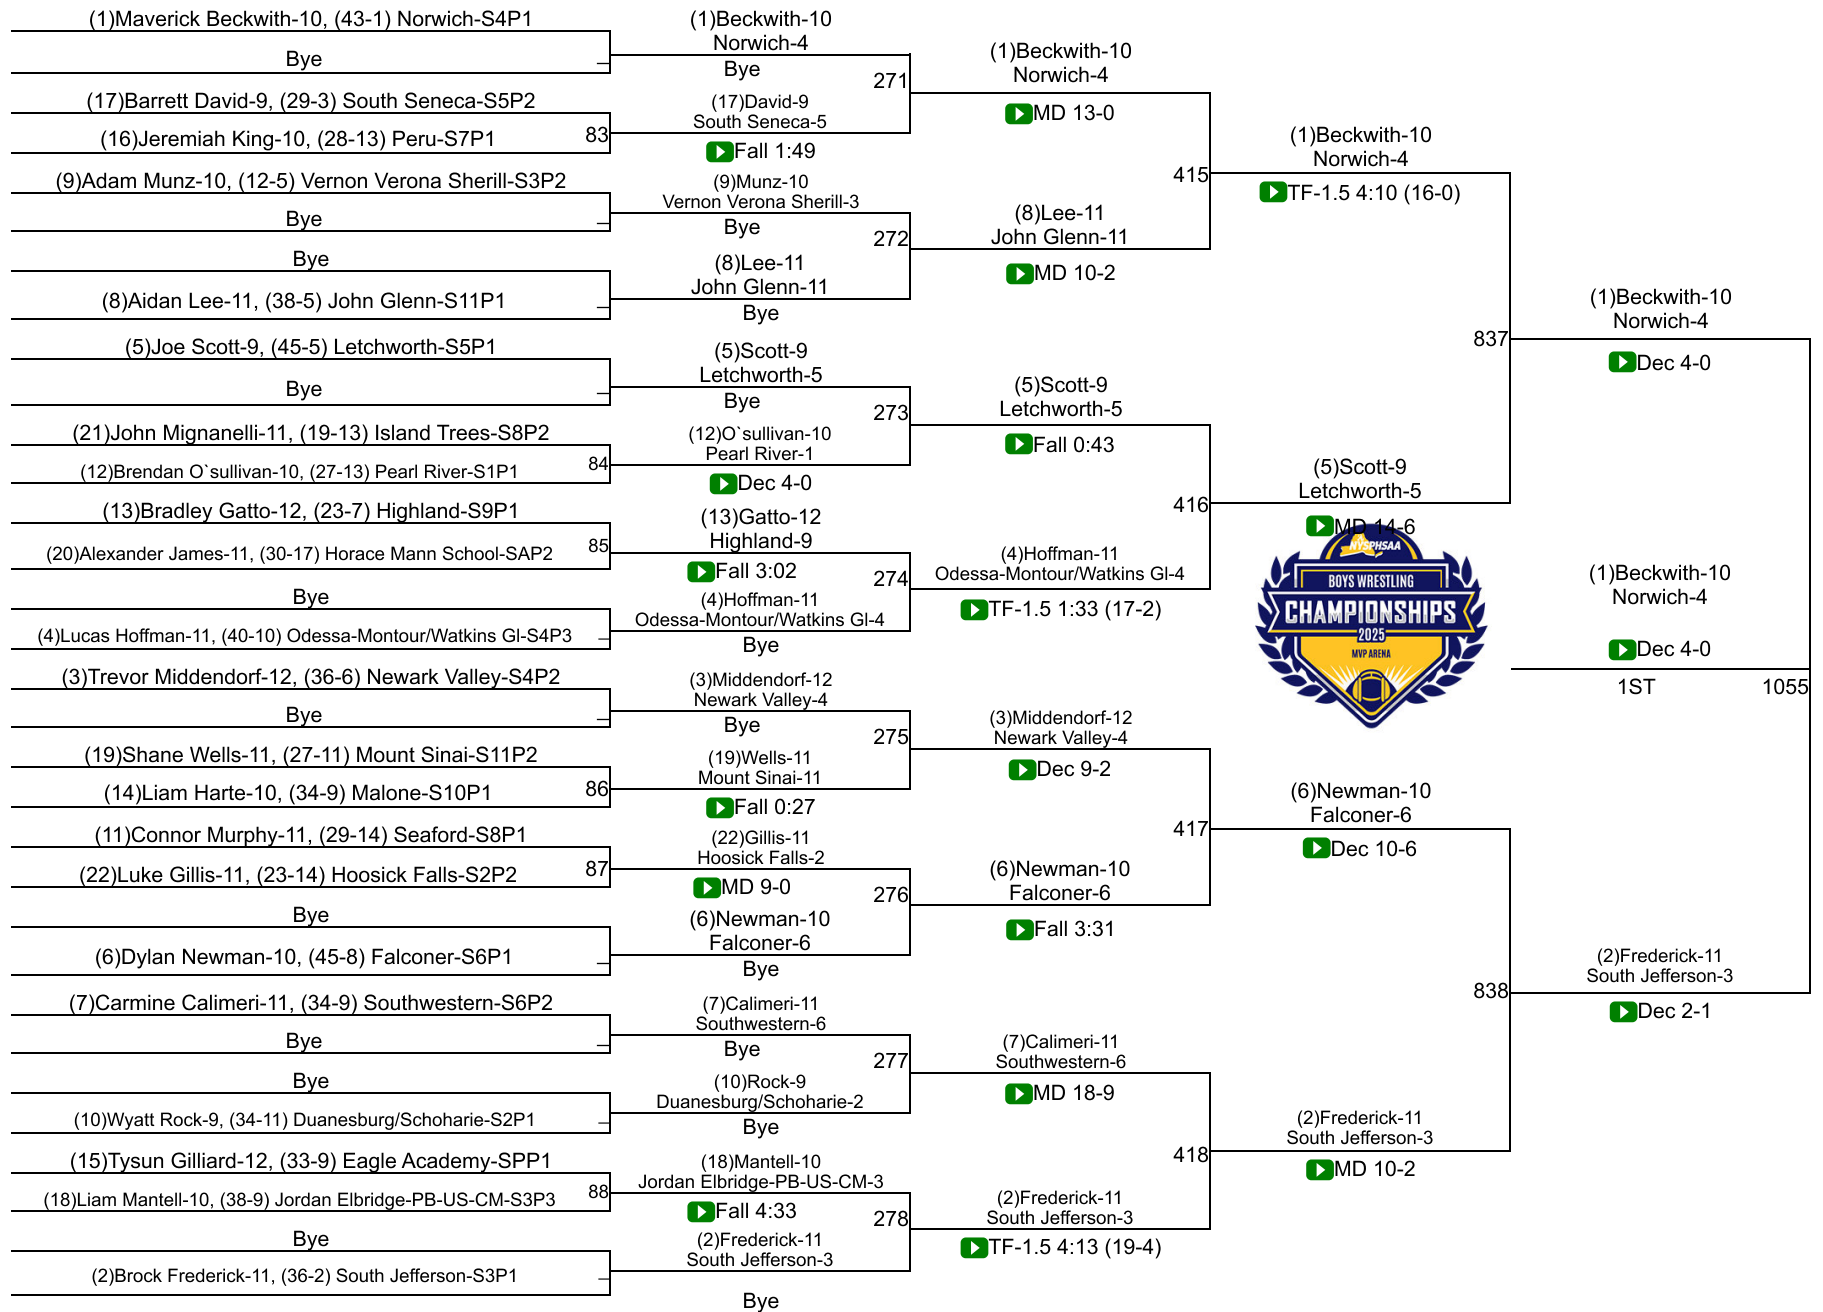 (1)Maverick Beckwith-10, (43-1) Norwich-S4P1
Bye
(17)Barrett David-9, (29-3) South Seneca-S5P2
(16)Jeremiah King-10, (28-13) Peru-S7P1
83
(9)Adam Munz-10, (12-5) Vernon Verona Sherill-S3P2
Bye
Bye
(8)Aidan Lee-11, (38-5) John Glenn-S11P1
(5)Joe Scott-9, (45-5) Letchworth-S5P1
Bye
(21)John Mignanelli-11, (19-13) Island Trees-S8P2
(12)Brendan O`sullivan-10, (27-13) Pearl River-S1P1
84
(13)Bradley Gatto-12, (23-7) Highland-S9P1
(20)Alexander James-11, (30-17) Horace Mann School-SAP2
85
Bye
(4)Lucas Hoffman-11, (40-10) Odessa-Montour/Watkins Gl-S4P3
(3)Trevor Middendorf-12, (36-6) Newark Valley-S4P2
Bye
(19)Shane Wells-11, (27-11) Mount Sinai-S11P2
(14)Liam Harte-10, (34-9) Malone-S10P1
86
(11)Connor Murphy-11, (29-14) Seaford-S8P1
(22)Luke Gillis-11, (23-14) Hoosick Falls-S2P2
87
Bye
(6)Dylan Newman-10, (45-8) Falconer-S6P1
(7)Carmine Calimeri-11, (34-9) Southwestern-S6P2
Bye
Bye
(10)Wyatt Rock-9, (34-11) Duanesburg/Schoharie-S2P1
(15)Tysun Gilliard-12, (33-9) Eagle Academy-SPP1
(18)Liam Mantell-10, (38-9) Jordan Elbridge-PB-US-CM-S3P3
88
Bye
(2)Brock Frederick-11, (36-2) South Jefferson-S3P1
(1)Beckwith-10
Norwich-4
Bye
271
(17)David-9
South Seneca-5
Fall 1:49
(9)Munz-10
Vernon Verona Sherill-3
Bye
272
(8)Lee-11
John Glenn-11
Bye
(5)Scott-9
Letchworth-5
Bye
273
(12)O`sullivan-10
Pearl River-1
Dec 4-0
(13)Gatto-12
Highland-9
Fall 3:02
274
(4)Hoffman-11
Odessa-Montour/Watkins Gl-4
Bye
(3)Middendorf-12
Newark Valley-4
Bye
275
(19)Wells-11
Mount Sinai-11
Fall 0:27
(22)Gillis-11
Hoosick Falls-2
MD 9-0
276
(6)Newman-10
Falconer-6
Bye
(7)Calimeri-11
Southwestern-6
Bye
277
(10)Rock-9
Duanesburg/Schoharie-2
Bye
(18)Mantell-10
Jordan Elbridge-PB-US-CM-3
Fall 4:33
278
(2)Frederick-11
South Jefferson-3
Bye
(1)Beckwith-10
Norwich-4
MD 13-0
415
(8)Lee-11
John Glenn-11
MD 10-2
(5)Scott-9
Letchworth-5
Fall 0:43
416
(4)Hoffman-11
Odessa-Montour/Watkins Gl-4
TF-1.5 1:33 (17-2)
(3)Middendorf-12
Newark Valley-4
Dec 9-2
417
(6)Newman-10
Falconer-6
Fall 3:31
(7)Calimeri-11
Southwestern-6
MD 18-9
418
(2)Frederick-11
South Jefferson-3
TF-1.5 4:13 (19-4)
(1)Beckwith-10
Norwich-4
TF-1.5 4:10 (16-0)
837
(5)Scott-9
Letchworth-5
MD 14-6
NYSPHSAA
BOYS WRESTLING
CHAMPIONSHIPS
2025
MVP ARENA
(6)Newman-10
Falconer-6
Dec 10-6
838
(2)Frederick-11
South Jefferson-3
MD 10-2
(1)Beckwith-10
Norwich-4
Dec 4-0
(1)Beckwith-10
Norwich-4
Dec 4-0
1ST
1055
(2)Frederick-11
South Jefferson-3
Dec 2-1